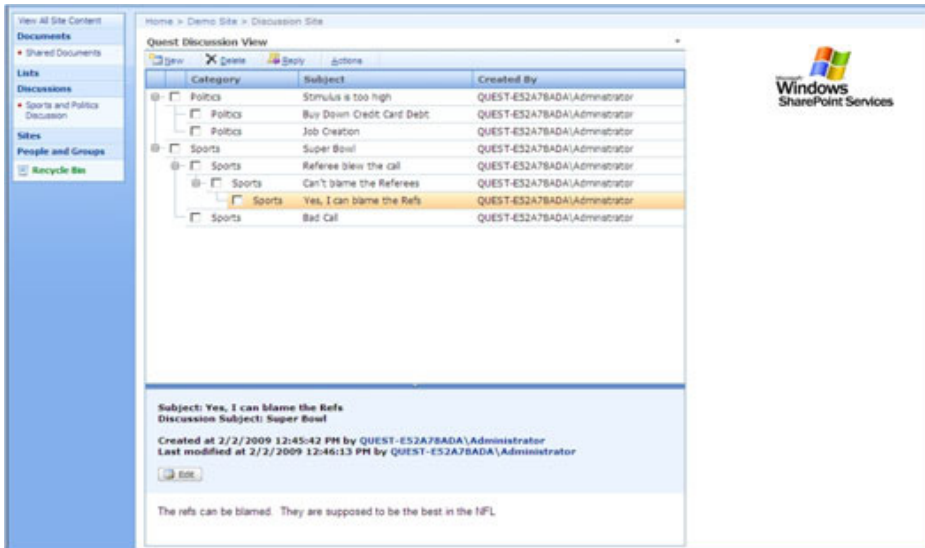 View All Site Content
Home > Demo Site > Discussion Site
Documents
Shared Documents
Lists
Discussions
Sports and Politics
Discussion
Sites
People and Groups
Recycle Bin
Quest Discussion View
New Delete Reply Actions
Category Subject Created By
Politics Stimulus is too high QUEST-E52A78ADA\Administrator
Politics Buy Down Credit Card Debt QUEST-E52A78ADA\Administrator
Politics Job Creation QUEST-E52A78ADA\Administrator
Sports Super Bowl QUEST-E52A78ADA\Administrator
Sports Referee blew the call QUEST-E52A78ADA\Administrator
Sports Can't blame the Referees QUEST-E52A78ADA\Administrator
Sports Yes, I can blame the Refs QUEST-E52A78ADA\Administrator
Sports Bad Call QUEST-E52A78ADA\Administrator
Subject: Yes, I can blame the Refs
Discussion Subject: Super Bowl
Created at 2/2/2009 12:45:42 PM by QUEST-E52A78ADA\Administrator
Last modified at 2/2/2009 12:46:13 PM by QUEST-E52A78ADA\Administrator
Edit
The refs can be blamed. They are supposed to be the best in the NFL
Microsoft
Windows
SharePoint Services